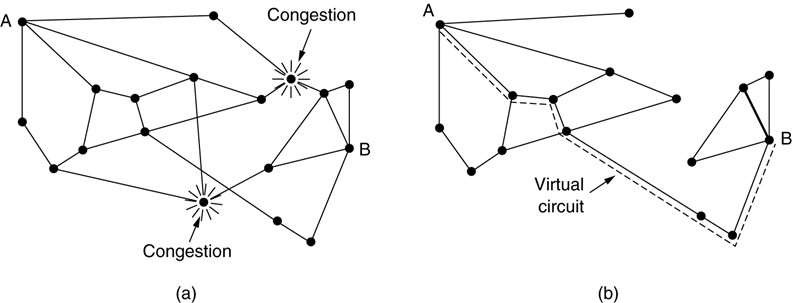 A
Congestion
B
Congestion
(a)
A
B
Virtual
circuit
(b)